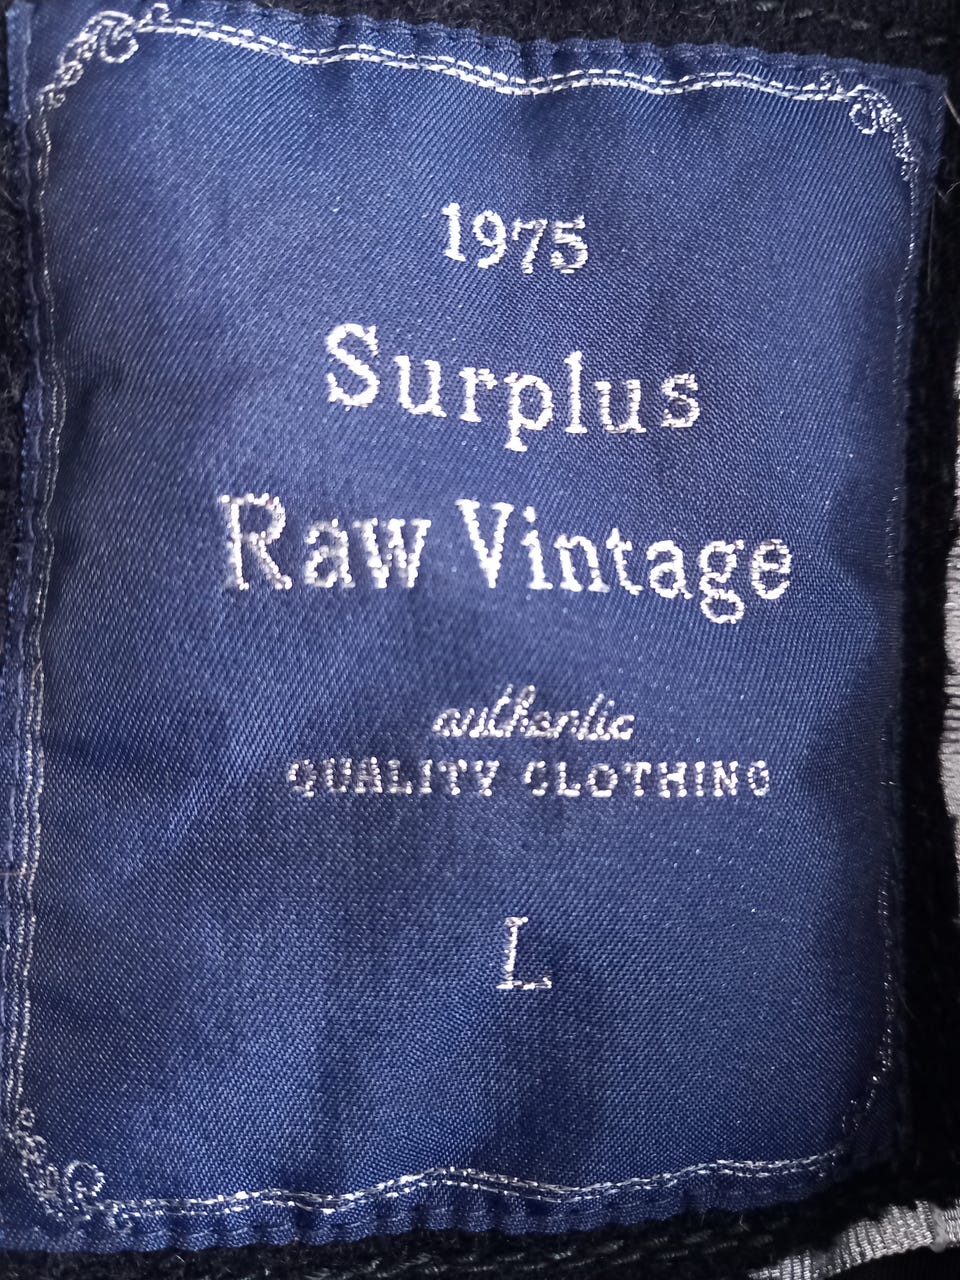 1975
Surplus
Raw Vintage
authentic
QUALITY CLOTHING
L